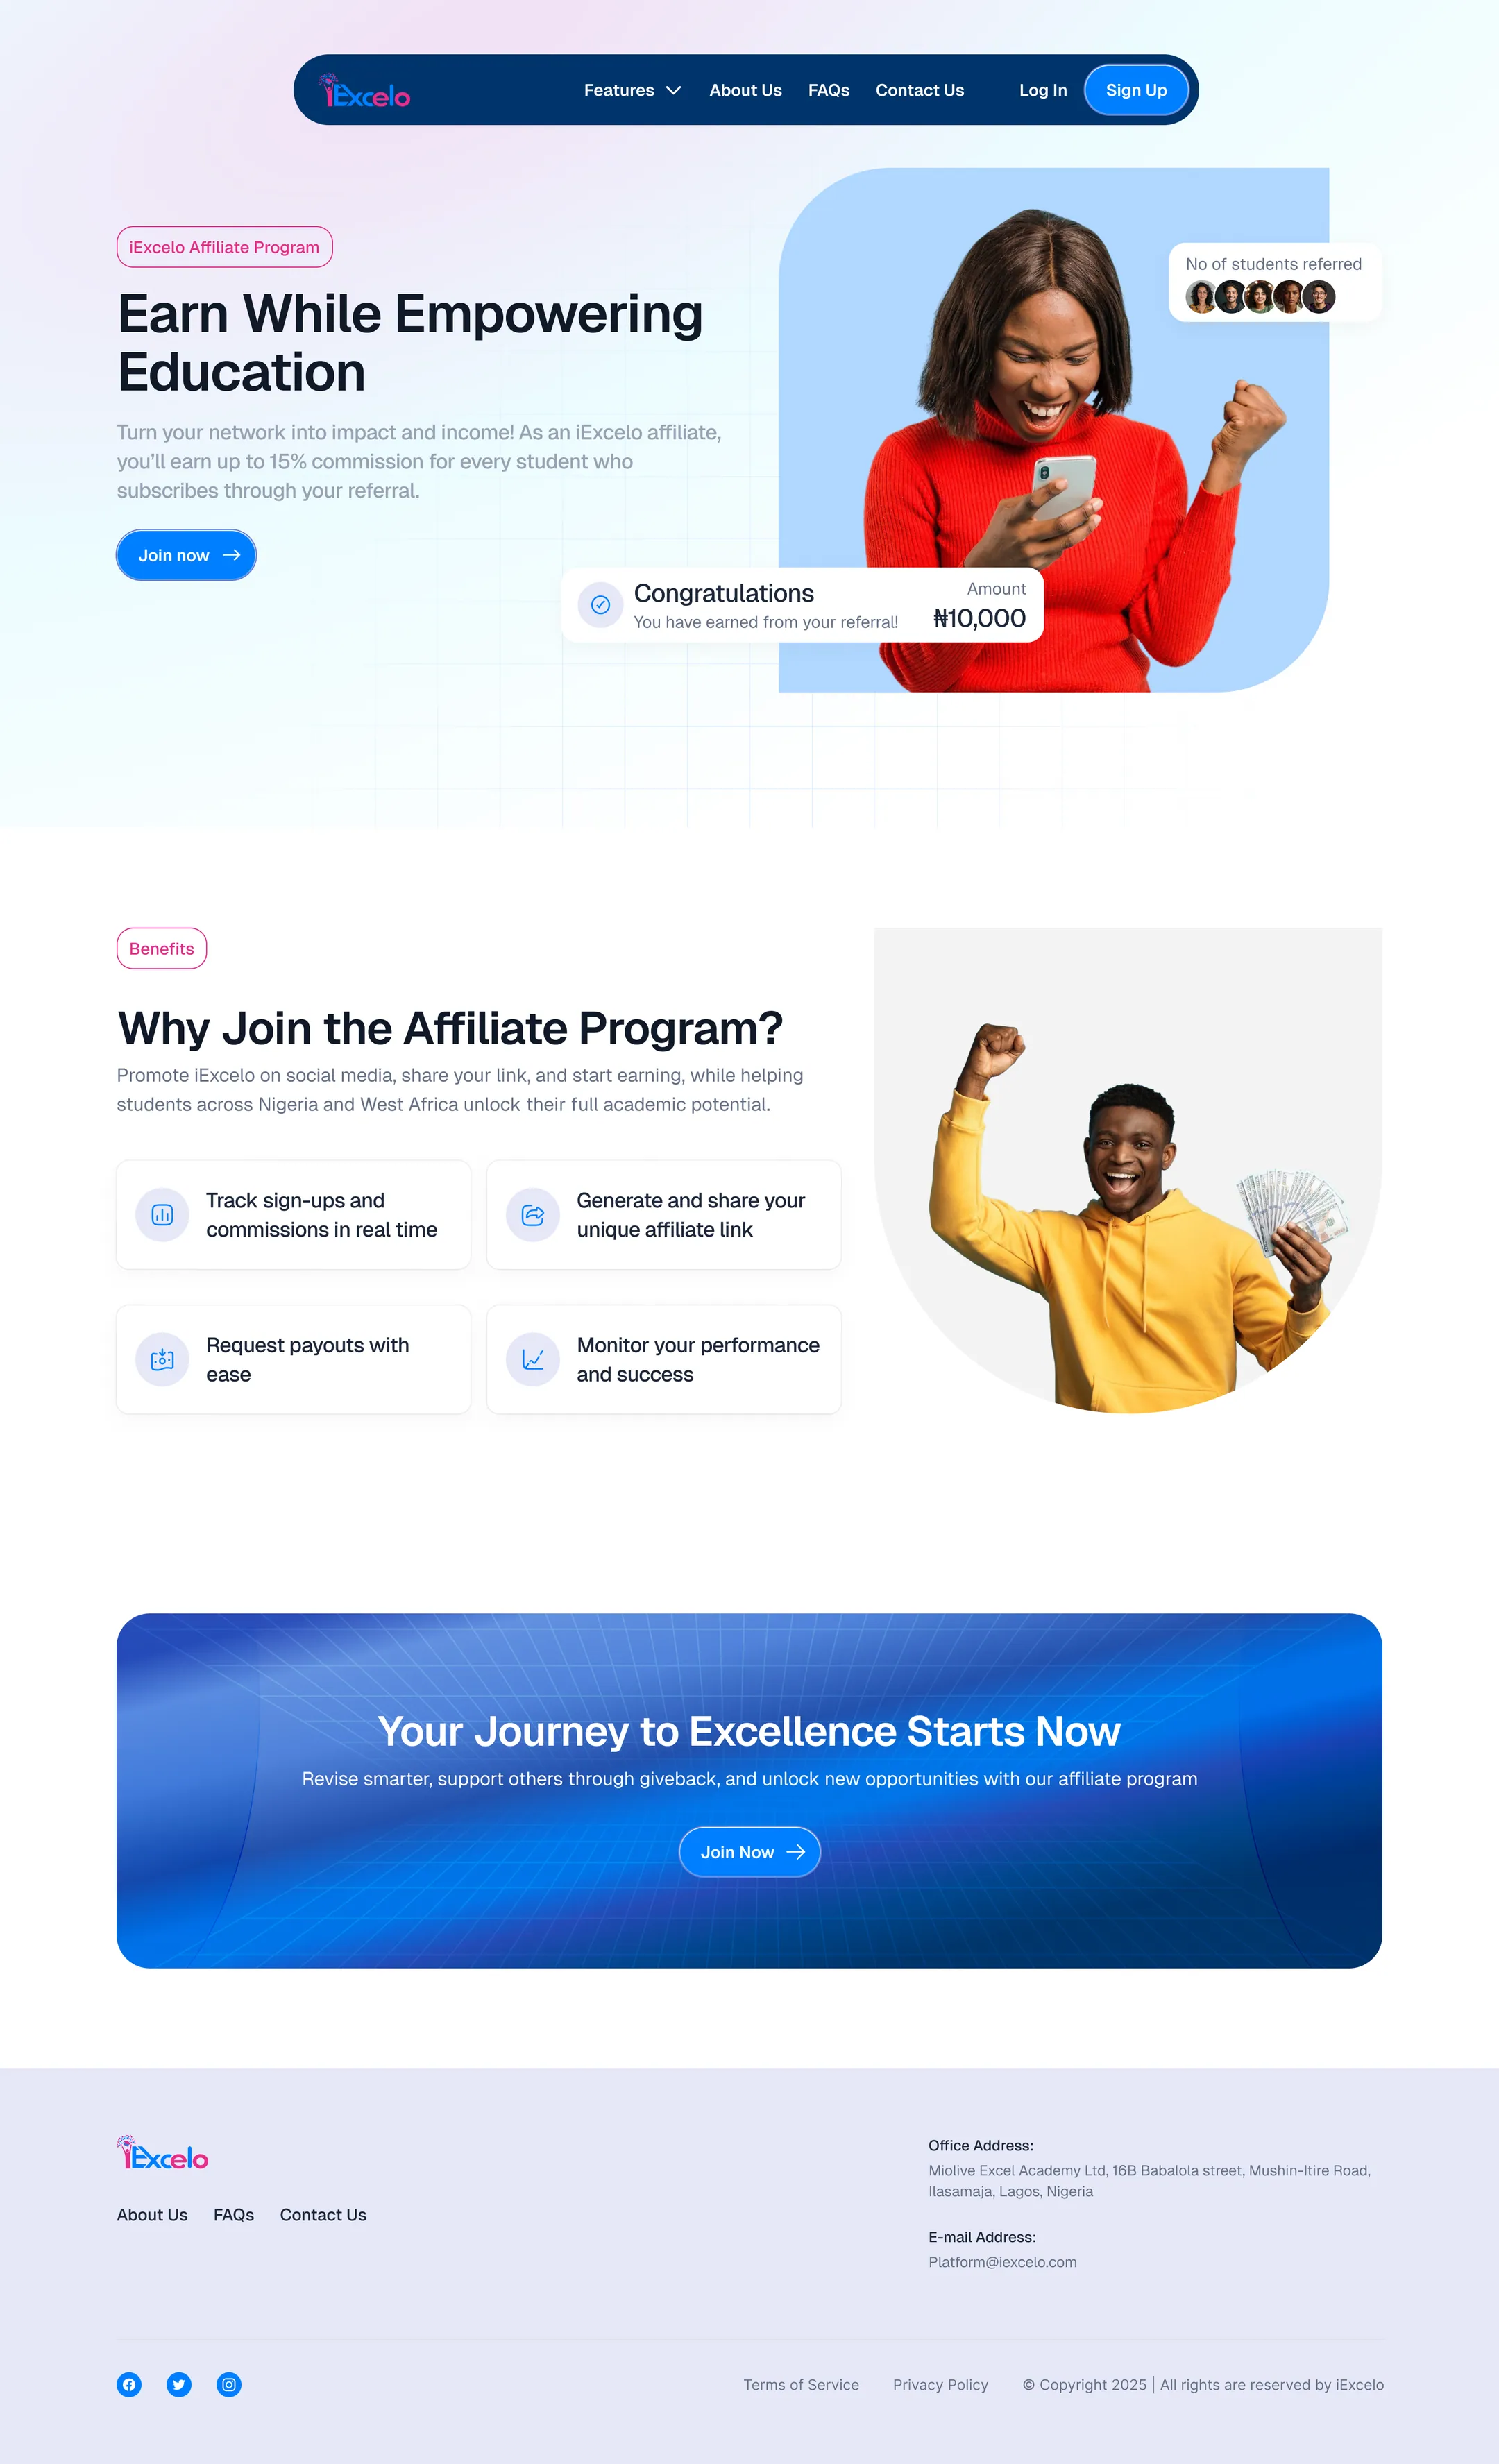 iExcelo
Features
About Us
FAQs
Contact Us
Log In
Sign Up
iExcelo Affiliate Program
Earn While Empowering
Education
Turn your network into impact and income! As an iExcelo affiliate,
you’ll earn up to 15% commission for every student who
subscribes through your referral.
Join now
No of students referred
Congratulations
You have earned from your referral!
Amount
₦10,000
Benefits
Why Join the Affiliate Program?
Promote iExcelo on social media, share your link, and start earning, while helping
students across Nigeria and West Africa unlock their full academic potential.
Track sign-ups and
commissions in real time
Generate and share your
unique affiliate link
Request payouts with
ease
Monitor your performance
and success
Your Journey to Excellence Starts Now
Revise smarter, support others through giveback, and unlock new opportunities with our affiliate program
Join Now
iExcelo
About Us
FAQs
Contact Us
Office Address:
Miolive Excel Academy Ltd, 16B Babalola street, Mushin-Itire Road,
Ilasamaja, Lagos, Nigeria
E-mail Address:
Platform@iexcelo.com
Terms of Service
Privacy Policy
© Copyright 2025 | All rights are reserved by iExcelo